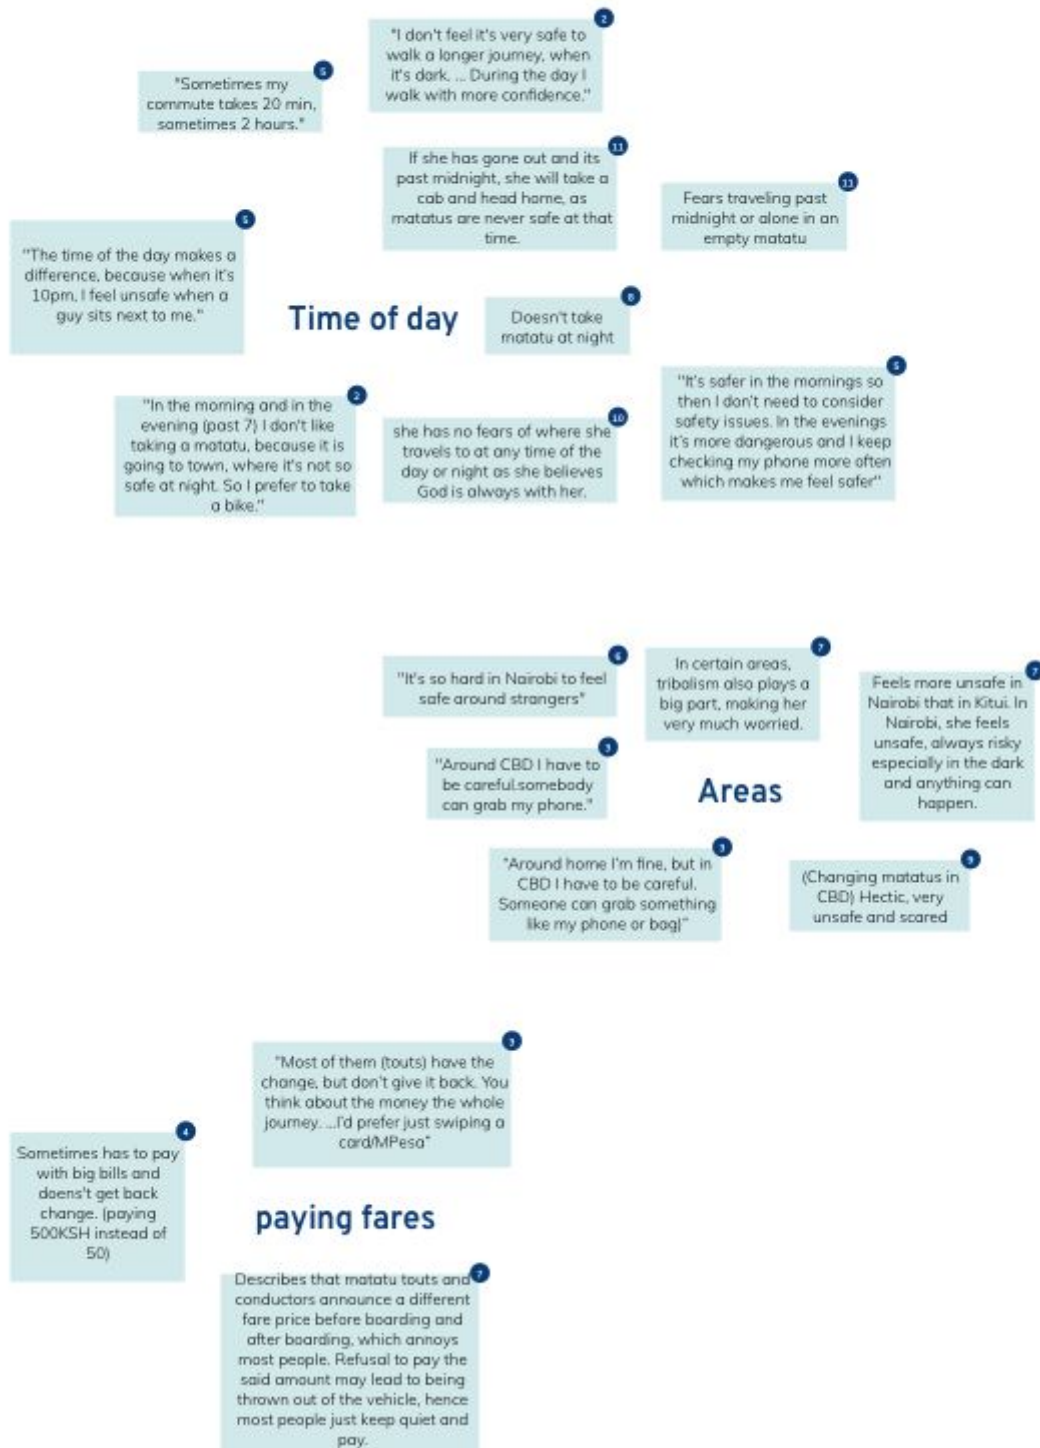 2
"I don't feel it's very safe to
walk a longer journey, when
it's dark. ... During the day I
walk with more confidence."
5
"Sometimes my
commute takes 20 min,
sometimes 2 hours."
11
If she has gone out and its
past midnight, she will take a
cab and head home, as
matatus are never safe at that
time.
11
Fears traveling past
midnight or alone in an
empty matatu
5
"The time of the day makes a
difference, because when it's
10pm, I feel unsafe when a
guy sits next to me."
Time of day
8
Doesn't take
matatu at night
2
"In the morning and in the
evening (past 7) I don't like
taking a matatu, because it is
going to town, where it's not so
safe at night. So I prefer to take
a bike."
10
she has no fears of where she
travels to at any time of the
day or night as she believes
God is always with her.
5
"It's safer in the mornings so
then I don't need to consider
safety issues. In the evenings
it's more dangerous and I keep
checking my phone more often
which makes me feel safer"
"It's so hard in Nairobi to feel
safe around strangers"
7
In certain areas,
tribalism also plays a
big part, making her
very much worried.
7
Feels more unsafe in
Nairobi that in Kitui. In
Nairobi, she feels
unsafe, always risky
especially in the dark
and anything can
happen.
3
"Around CBD I have to
be careful.somebody
can grab my phone."
Areas
3
"Around home I'm fine, but in
CBD I have to be careful.
Someone can grab something
like my phone or bag)"
9
(Changing matatus in
CBD) Hectic, very
unsafe and scared
3
"Most of them (touts) have the
change, but don't give it back. You
think about the money the whole
journey. ...I'd prefer just swiping a
card/MPesa"
4
Sometimes has to pay
with big bills and
doens't get back
change. (paying
500KSH instead of
50)
paying fares
7
Describes that matatu touts and
conductors announce a different
fare price before boarding and
after boarding, which annoys
most people. Refusal to pay the
said amount may lead to being
thrown out of the vehicle, hence
most people just keep quiet and
pay.